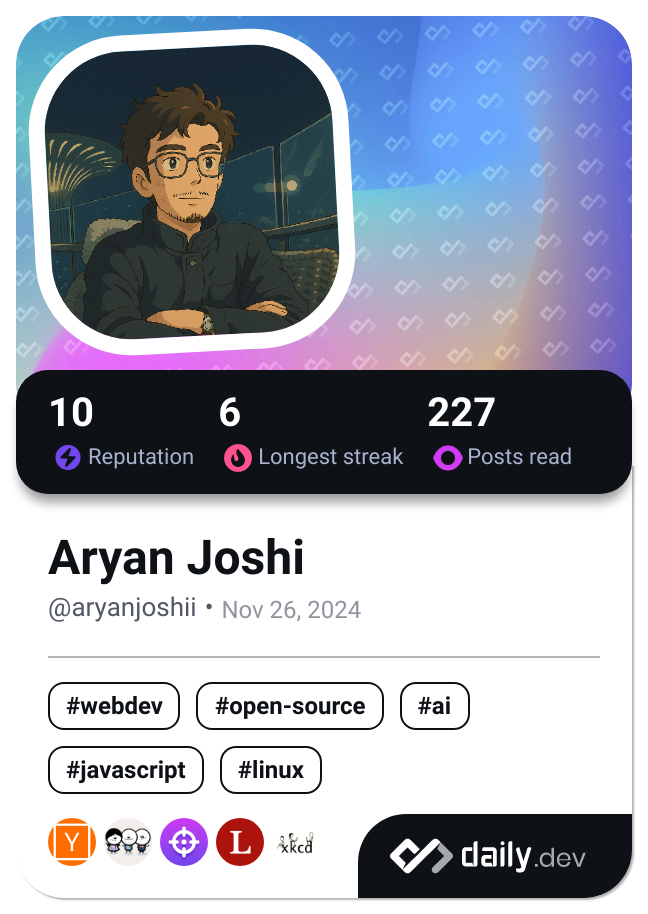 10 6 227
Reputation Longest streak Posts read
Aryan Joshi
@aryanjoshii • Nov 26, 2024
#webdev #open-source #ai
#javascript #linux
Y L xkcd
daily.dev